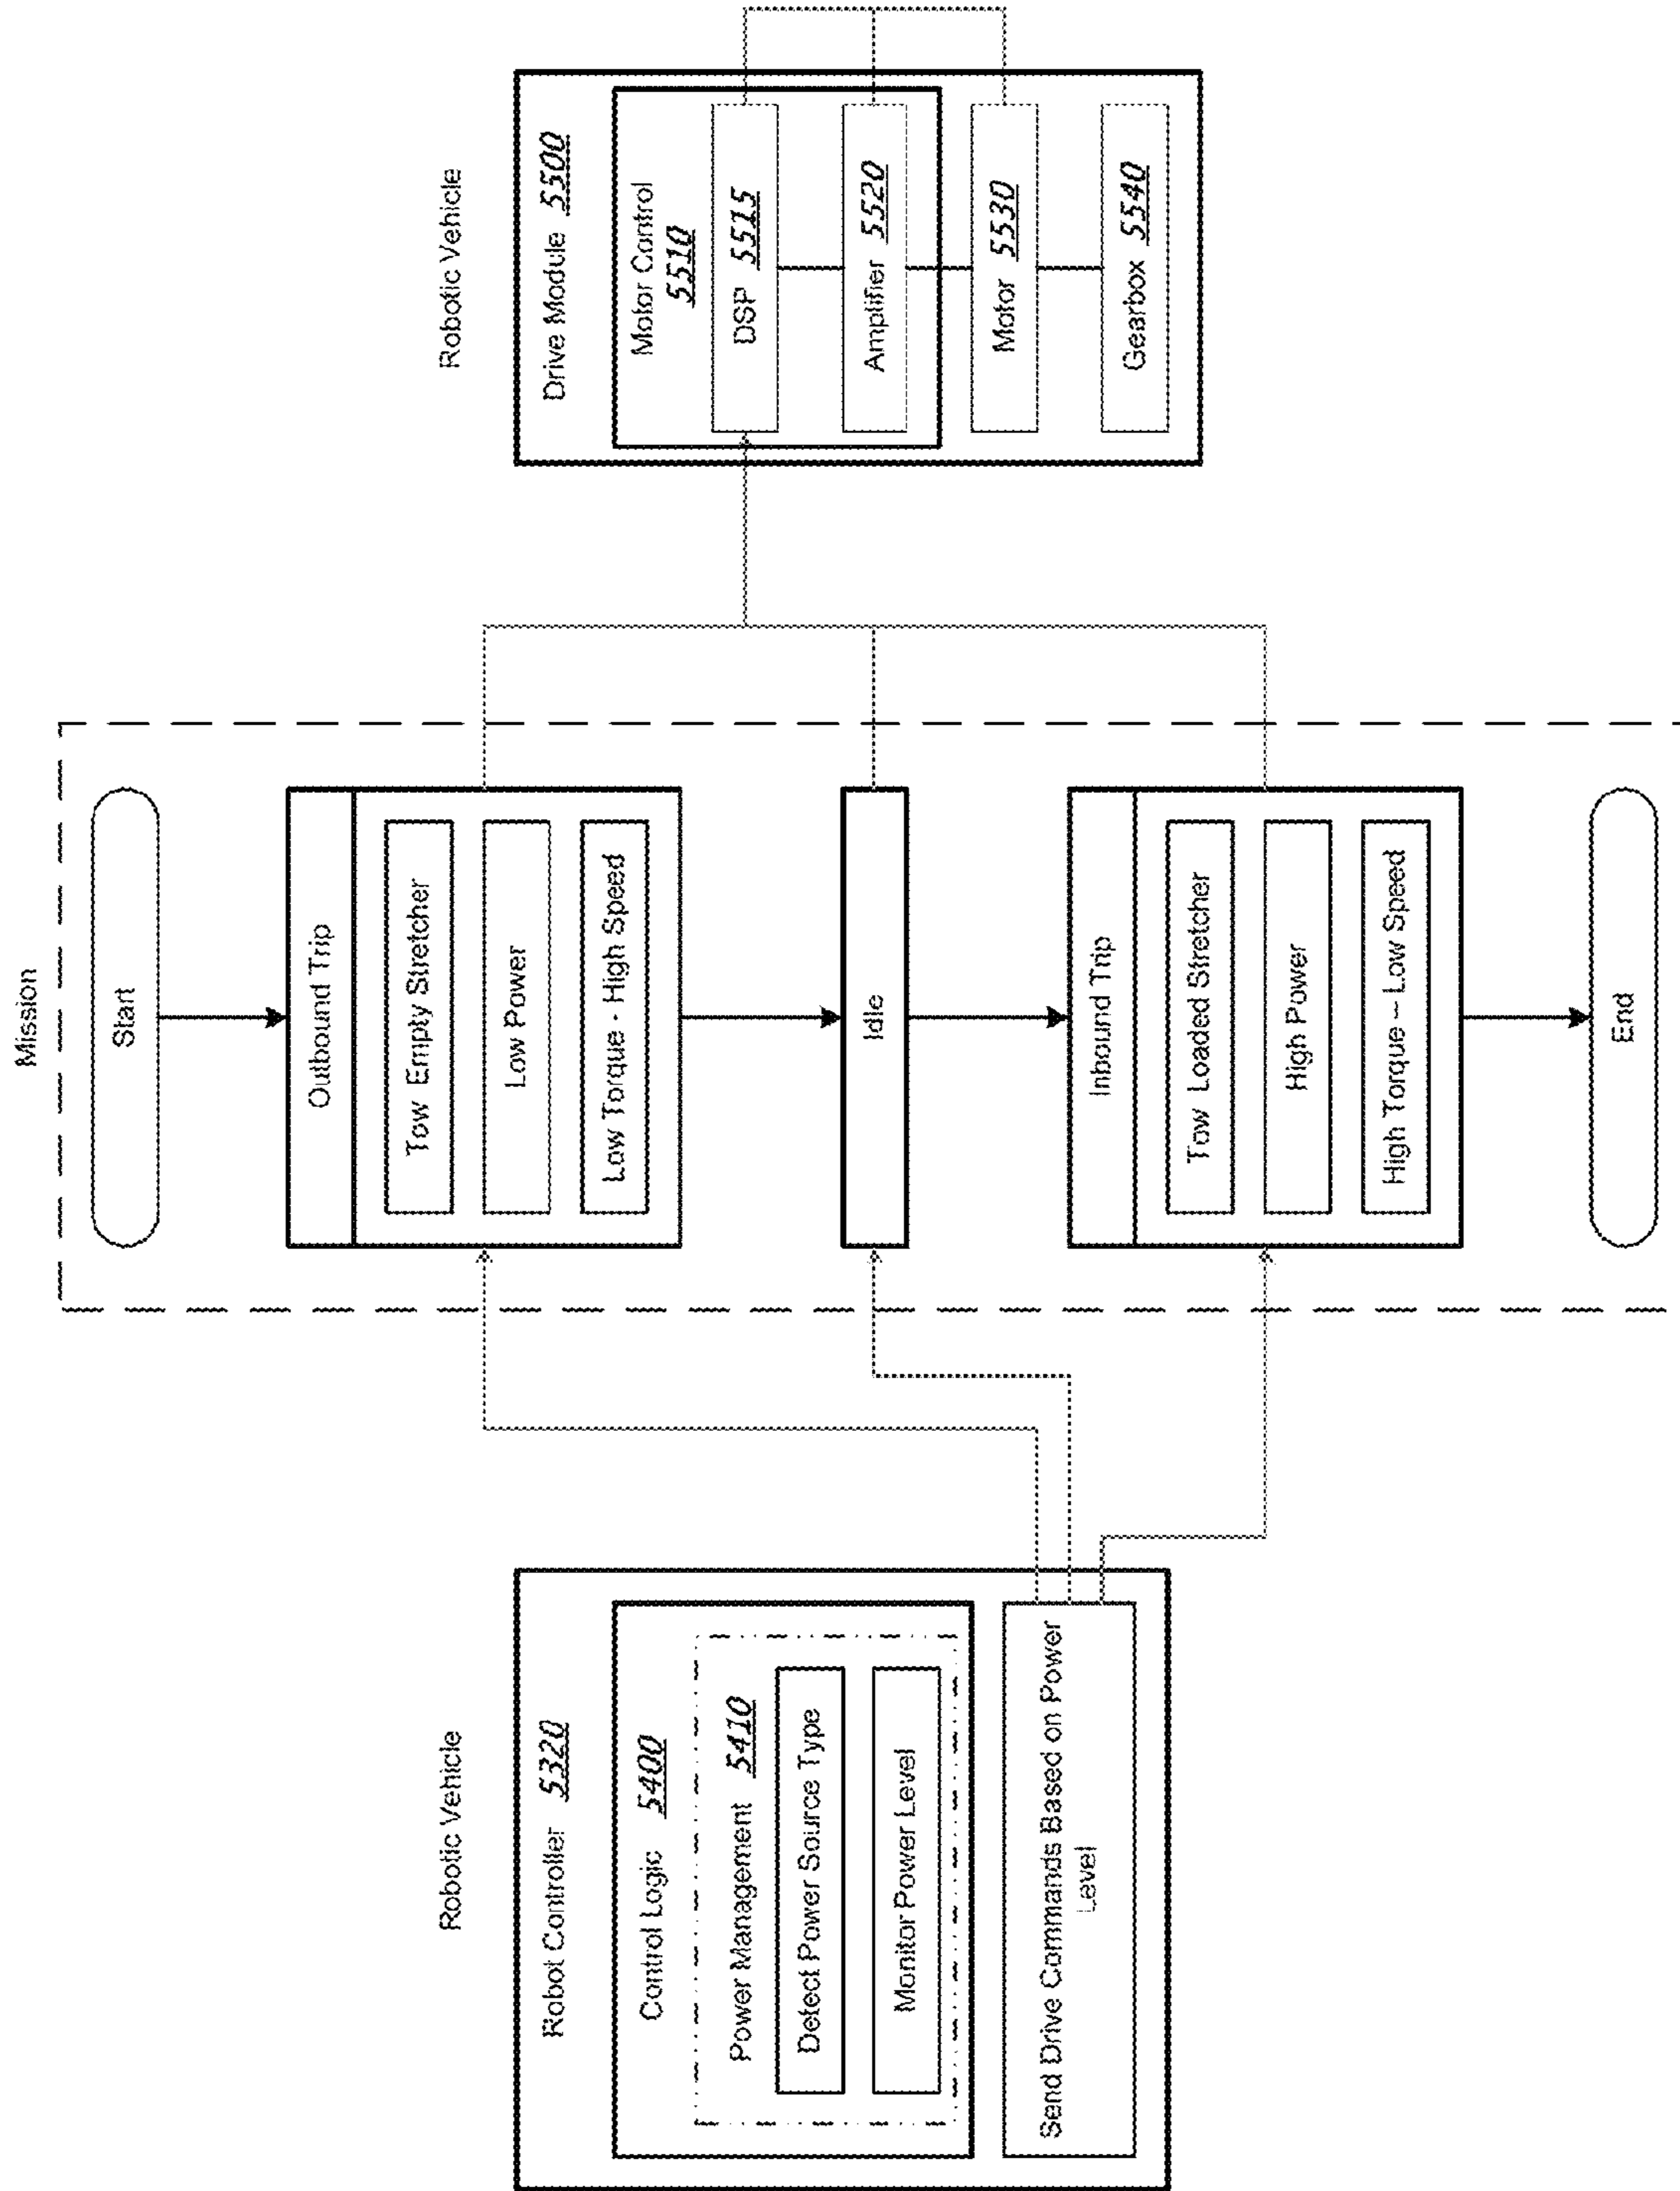 Robotic Vehicle
Robot Controller 5320
Control Logic 5400
Power Management 5410
Detect Power Source Type
Monitor Power Level
Send Drive Commands Based on Power
Level
Mission
Start
Outbound Trip
Tow Empty Stretcher
Low Power
Low Torque - High Speed
Idle
Inbound Trip
Tow Loaded Stretcher
High Power
High Torque – Low Speed
End
Robotic Vehicle
Drive Module 5500
Motor Control
5510
DSP 5515
Amplifier 5520
Motor 5530
Gearbox 5540